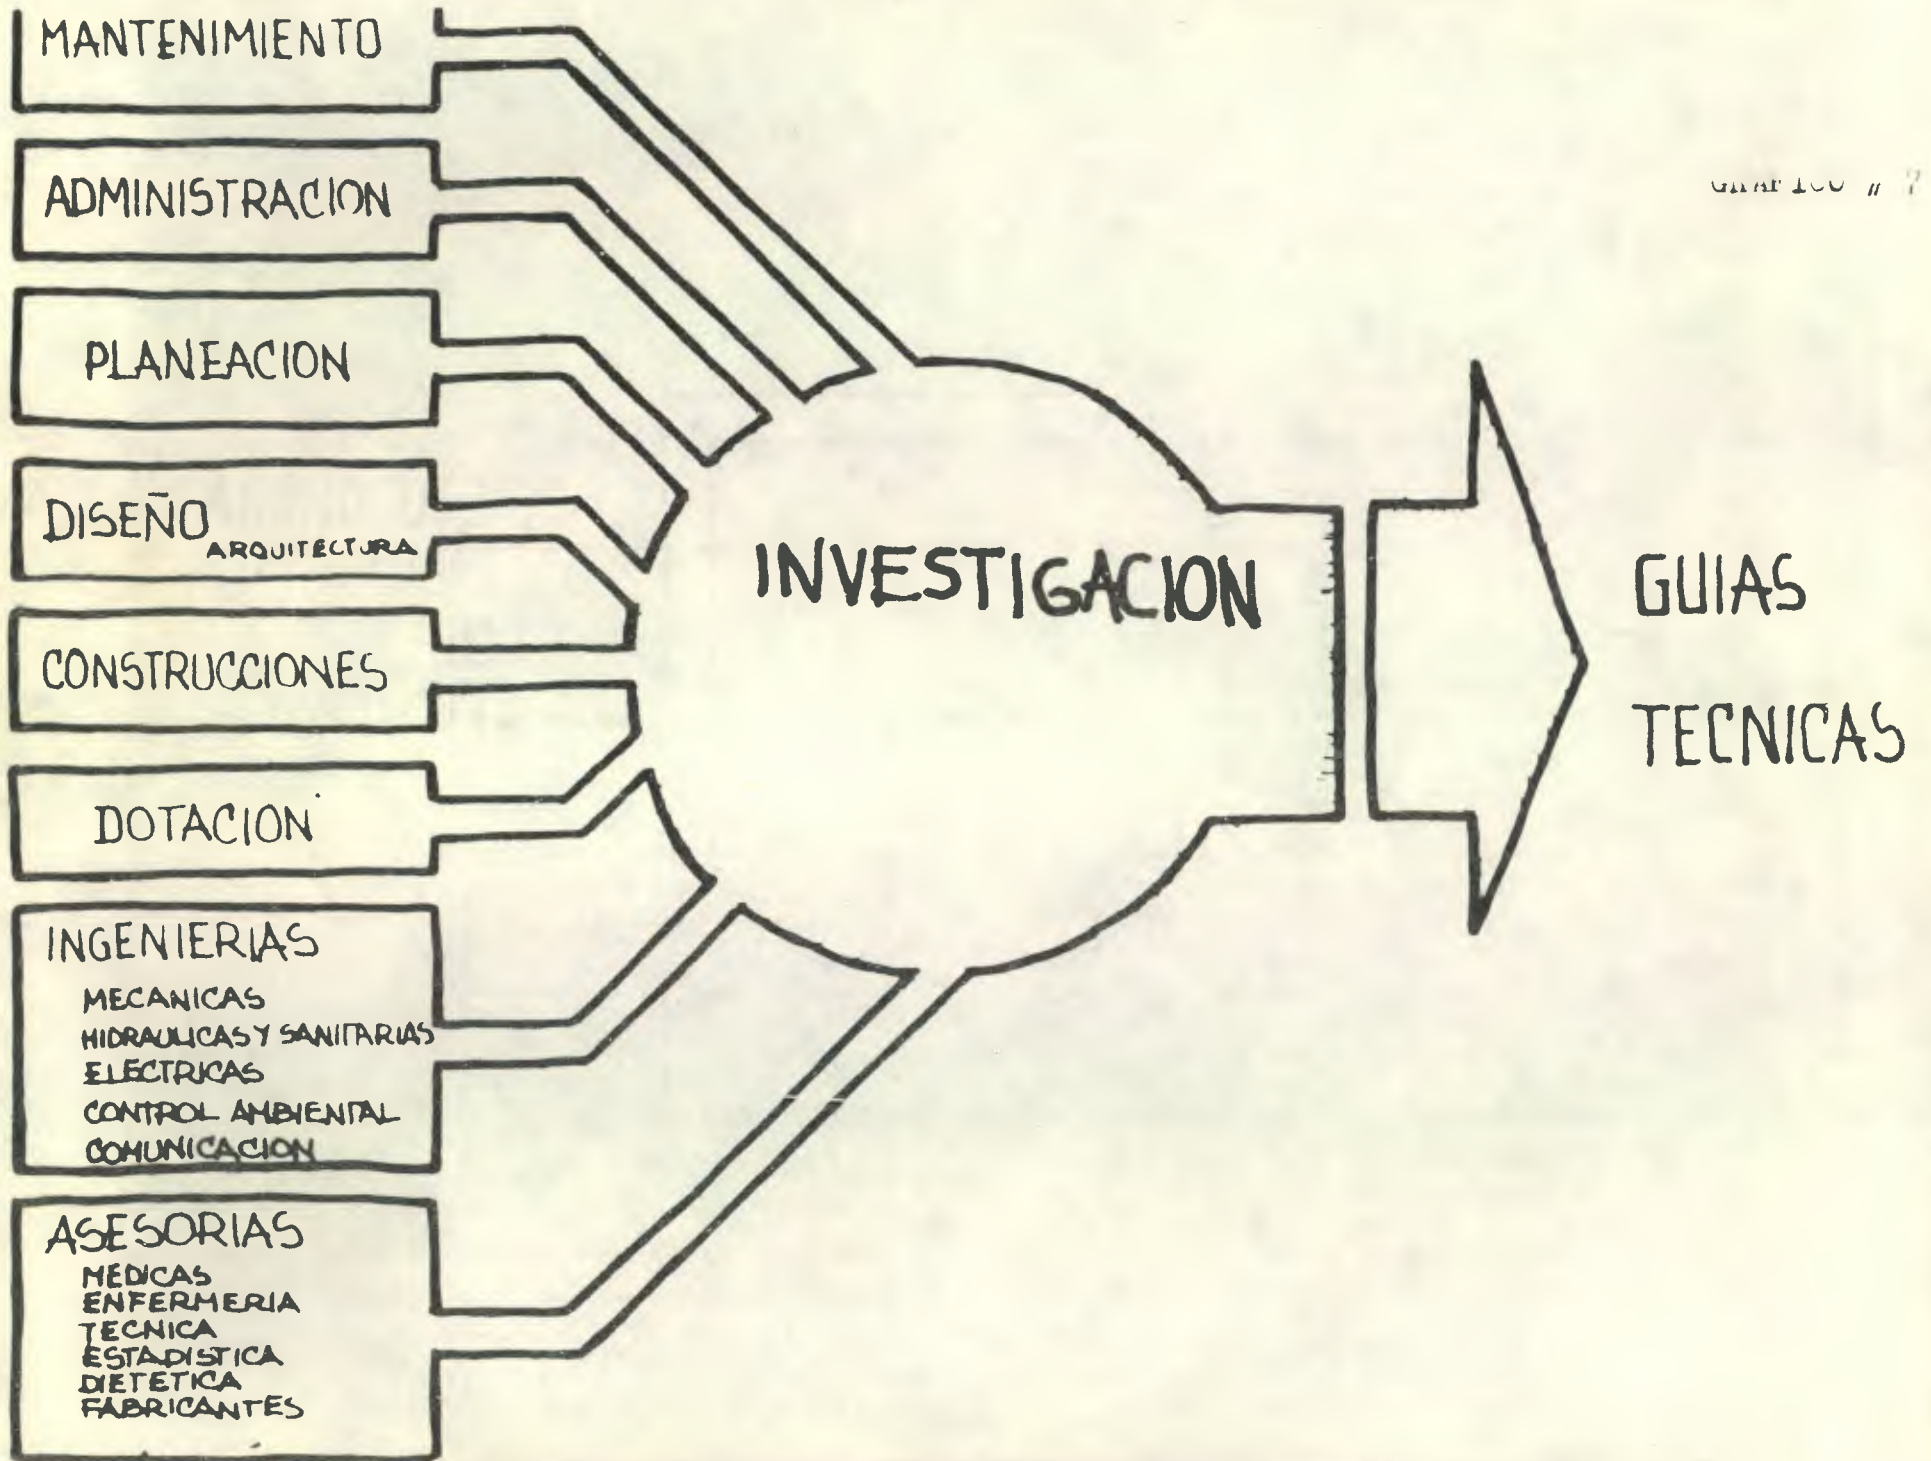 MANTENIMIENTO
ADMINISTRACION
PLANEACION
DISEÑO
ARQUITECTURA
CONSTRUCCIONES
DOTACION
INGENIERIAS
MECANICAS
HIDRAULICAS Y SANITARIAS
ELECTRICAS
CONTROL AMBIENTAL
COMUNICACION
ASESORIAS
MEDICAS
ENFERMERIA
TECNICA
ESTADISTICA
DIETETICA
FABRICANTES
INVESTIGACION
GUIAS
TECNICAS